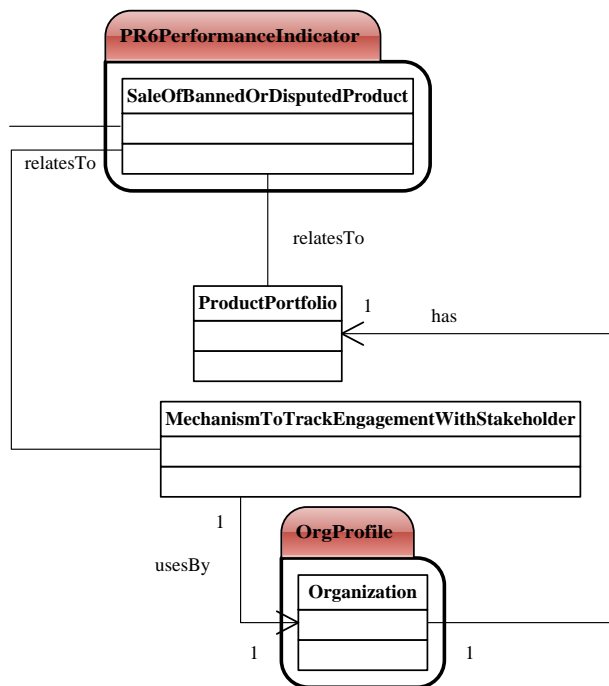 PR6PerformanceIndicator
SaleOfBannedOrDisputedProduct
relatesTo
relatesTo
ProductPortfolio
1
has
MechanismToTrackEngagementWithStakeholder
1
OrgProfile
usesBy
Organization
1
1